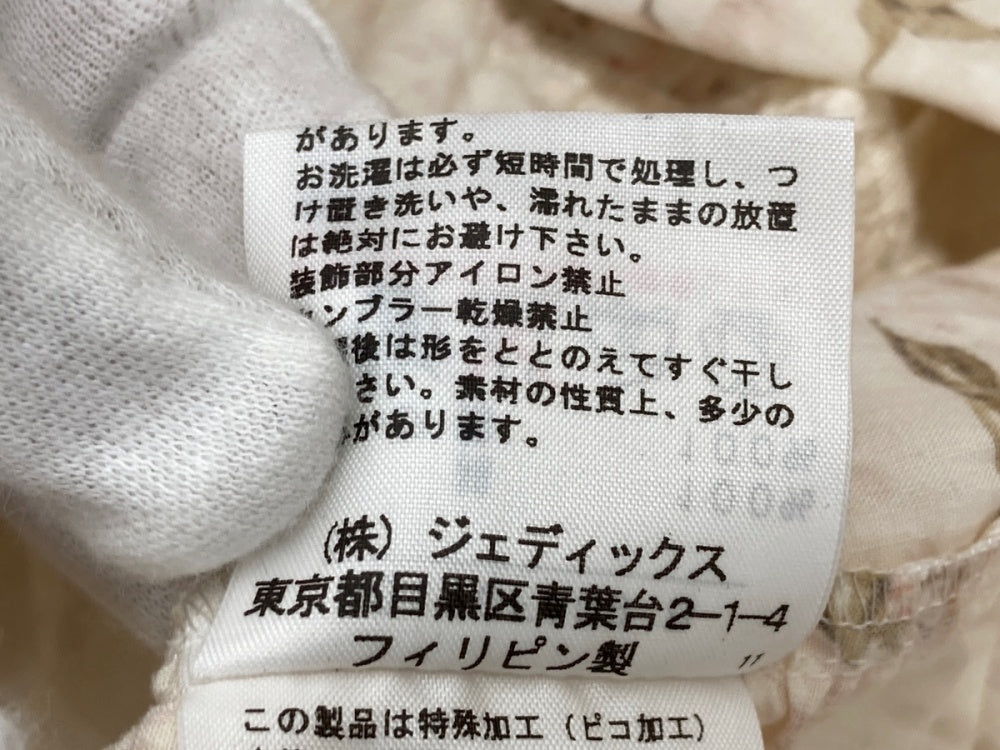 があります。
お洗濯は必ず短時間で処理し、つ
け置き洗いや、濡れたままの放置
は絶対にお避け下さい。
装飾部分アイロン禁止
ンブラー乾燥禁止
後は形をととのえてすぐ干し
さい。素材の性質上、多少の
があります。
100%
100%
(株) ジェディックス
東京都目黒区青葉台2-1-4
フィリピン製
11
この製品は特殊加工（ピコ加工）